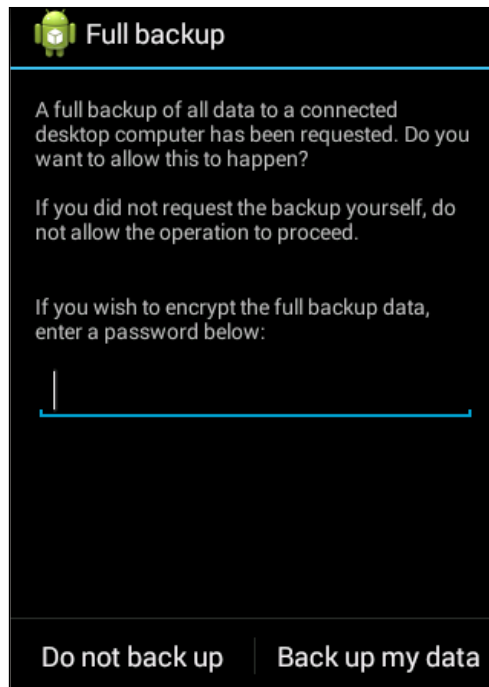 Full backup
A full backup of all data to a connected
desktop computer has been requested. Do you
want to allow this to happen?
If you did not request the backup yourself, do
not allow the operation to proceed.
If you wish to encrypt the full backup data,
enter a password below:
Do not back up
Back up my data